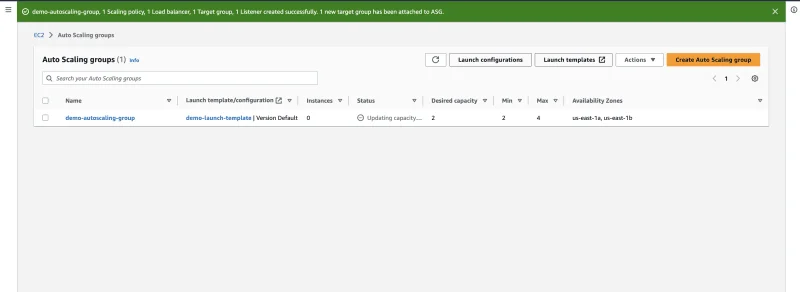 demo-autoscaling-group, 1 Scaling policy, 1 Load balancer, 1 Target group, 1 Listener created successfully. 1 new target group has been attached to ASG.
EC2 > Auto Scaling groups
Auto Scaling groups (1) Info
Launch configurations
Launch templates
Actions
Create Auto Scaling group
Search your Auto Scaling groups
1
Name Launch template/configuration Instances Status Desired capacity Min Max Availability Zones
demo-autoscaling-group demo-launch-template | Version Default 0 Updating capacity... 2 2 4 us-east-1a, us-east-1b